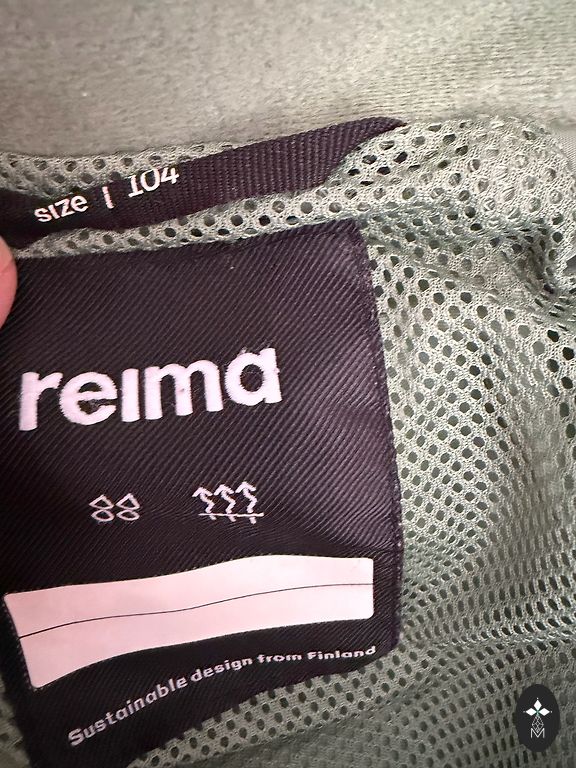 size | 104
reima
Sustainable design from Finland
M